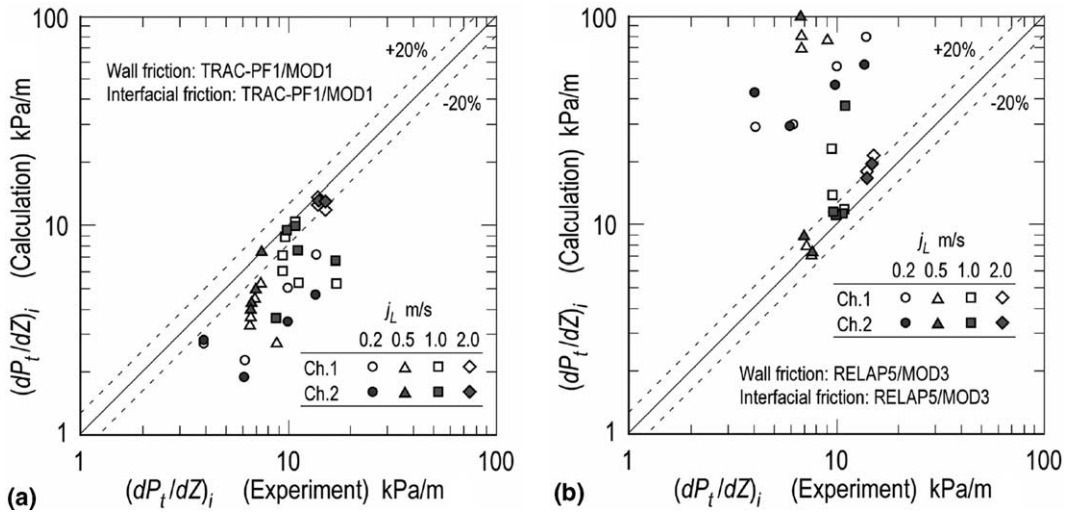 100
+20%
Wall friction: TRAC-PF1/MOD1
Interfacial friction: TRAC-PF1/MOD1
-20%
(dPt/dZ)i (Calculation) kPa/m
10
jL m/s
0.2 0.5 1.0 2.0
Ch.1
Ch.2
1
1 10 100
(a) (dPt/dZ)i (Experiment) kPa/m
100
+20%
-20%
(dPt/dZ)i (Calculation) kPa/m
10
jL m/s
0.2 0.5 1.0 2.0
Ch.1
Ch.2
Wall friction: RELAP5/MOD3
Interfacial friction: RELAP5/MOD3
1
1 10 100
(b) (dPt/dZ)i (Experiment) kPa/m